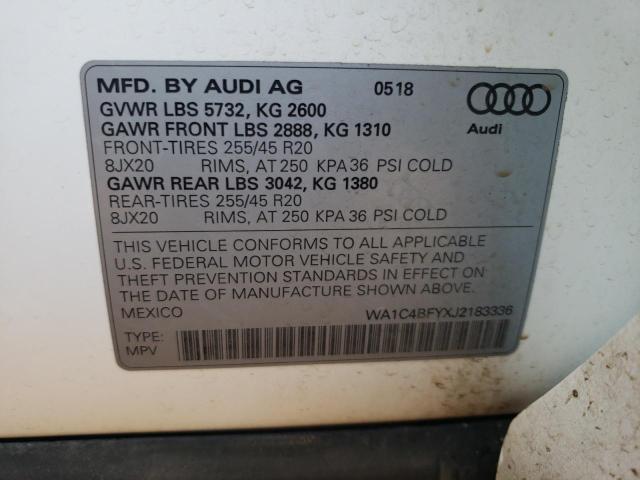 MFD. BY AUDI AG 0518
GVWR LBS 5732, KG 2600
GAWR FRONT LBS 2888, KG 1310
FRONT-TIRES 255/45 R20
8JX20 RIMS, AT 250 KPA 36 PSI COLD
GAWR REAR LBS 3042, KG 1380
REAR-TIRES 255/45 R20
8JX20 RIMS, AT 250 KPA 36 PSI COLD
Audi
THIS VEHICLE CONFORMS TO ALL APPLICABLE
U.S. FEDERAL MOTOR VEHICLE SAFETY AND
THEFT PREVENTION STANDARDS IN EFFECT ON
THE DATE OF MANUFACTURE SHOWN ABOVE.
MEXICO WA1C4BFYXJ2183336
TYPE:
MPV